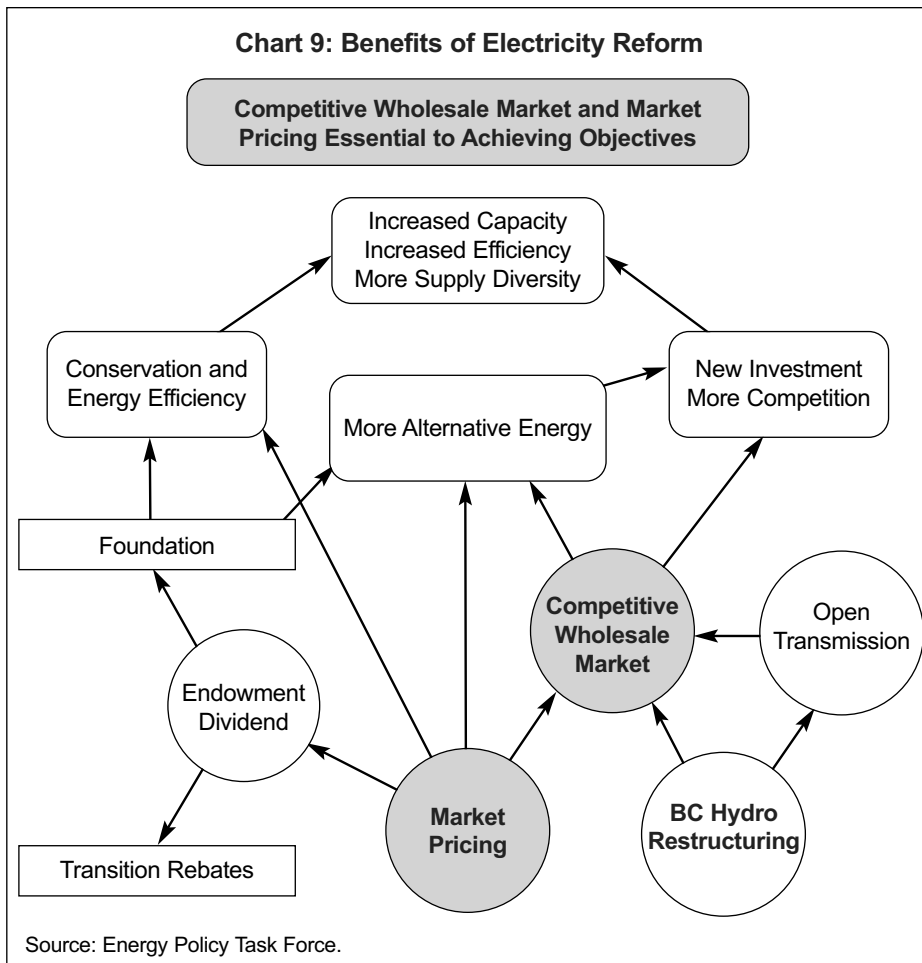 Chart 9: Benefits of Electricity Reform
Competitive Wholesale Market and Market
Pricing Essential to Achieving Objectives
Increased Capacity
Increased Efficiency
More Supply Diversity
Conservation and
Energy Efficiency
More Alternative Energy
New Investment
More Competition
Foundation
Competitive
Wholesale
Market
Open
Transmission
Endowment
Dividend
Market
Pricing
BC Hydro
Restructuring
Transition Rebates
Source: Energy Policy Task Force.